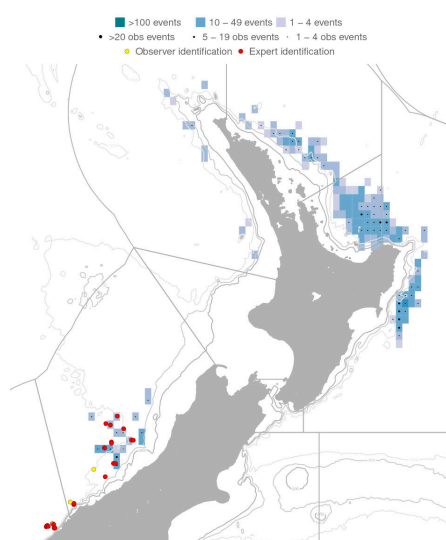 >100 events 10 – 49 events 1 – 4 events
>20 obs events 5 – 19 obs events 1 – 4 obs events
Observer identification Expert identification